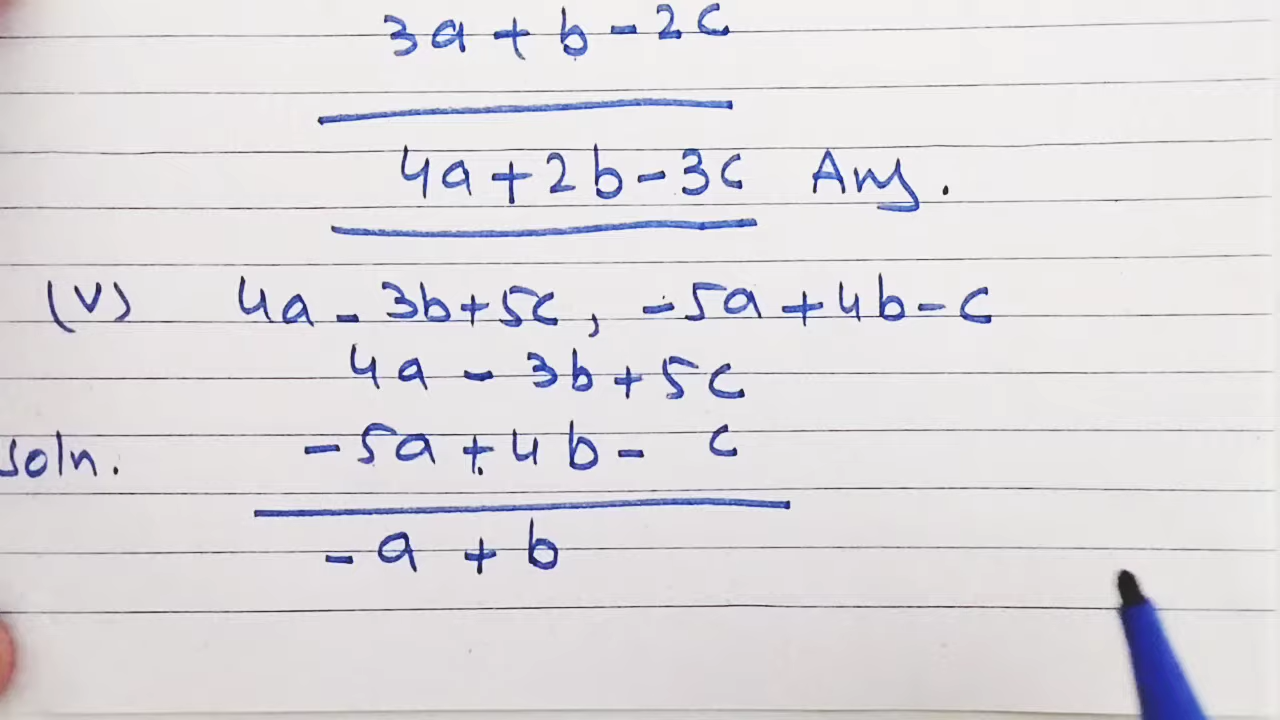 3a + b - 2c
4a + 2b - 3c Ans.
(v) 4a - 3b + 5c, - 5a + 4b - c
4a - 3b + 5c
soln. - 5a + 4b - c
- a + b